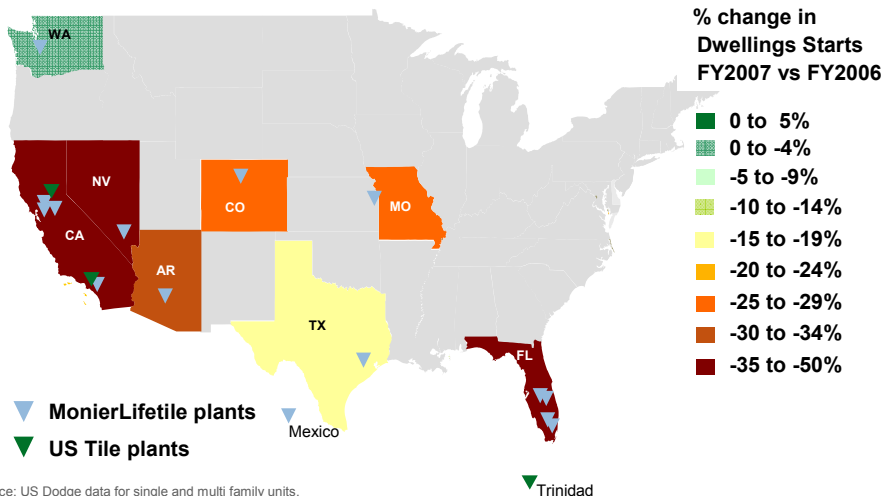 % change in
Dwellings Starts
FY2007 vs FY2006
0 to 5%
0 to -4%
-5 to -9%
-10 to -14%
-15 to -19%
-20 to -24%
-25 to -29%
-30 to -34%
-35 to -50%
WA
NV
CO
MO
CA
AR
TX
FL
MonierLifetile plants
US Tile plants
Mexico
Trinidad
ce: US Dodge data for single and multi family units.